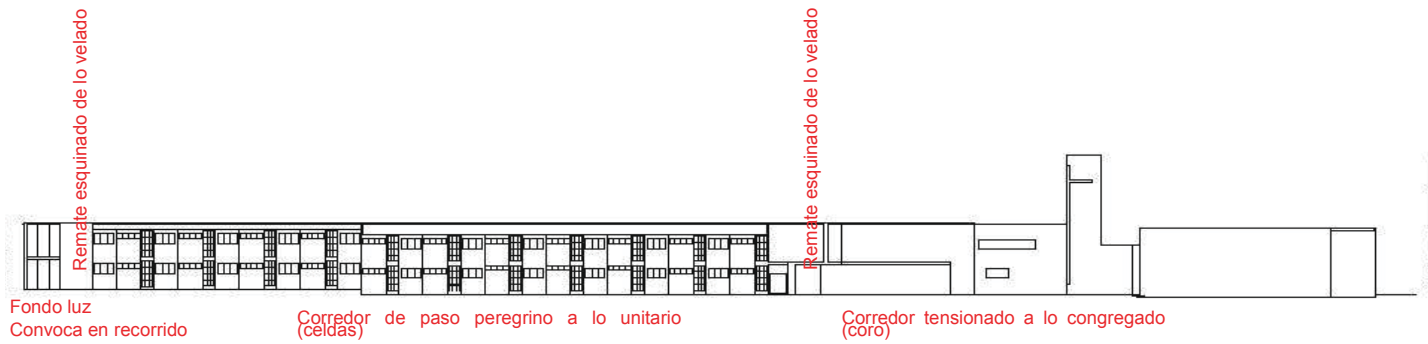 Remate esquinado de lo velado
Remate esquinado de lo velado
Fondo luz
Convoca en recorrido
Corredor de paso peregrino a lo unitario
(celdas)
Corredor tensionado a lo congregado
(coro)